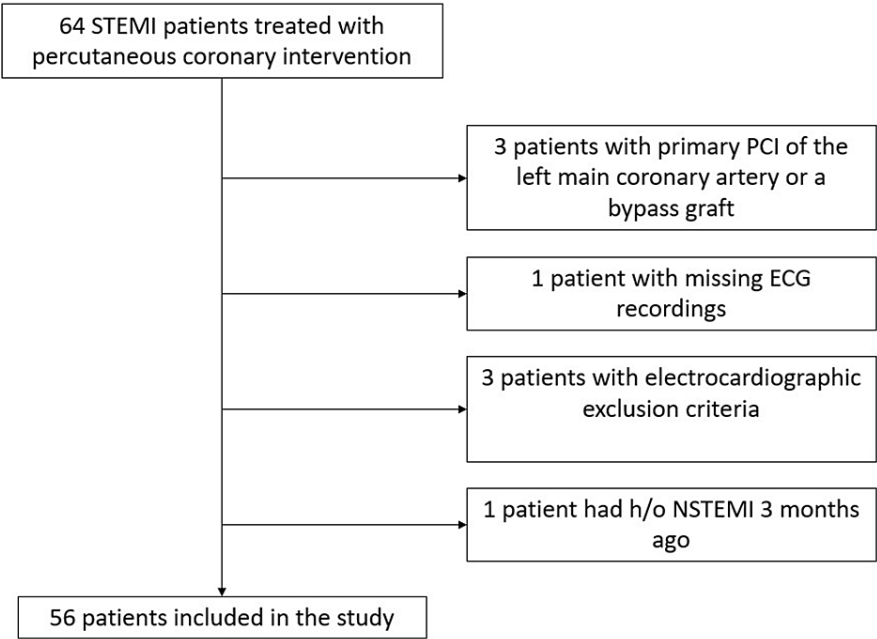 64 STEMI patients treated with
percutaneous coronary intervention
3 patients with primary PCI of the
left main coronary artery or a
bypass graft
1 patient with missing ECG
recordings
3 patients with electrocardiographic
exclusion criteria
1 patient had h/o NSTEMI 3 months
ago
56 patients included in the study